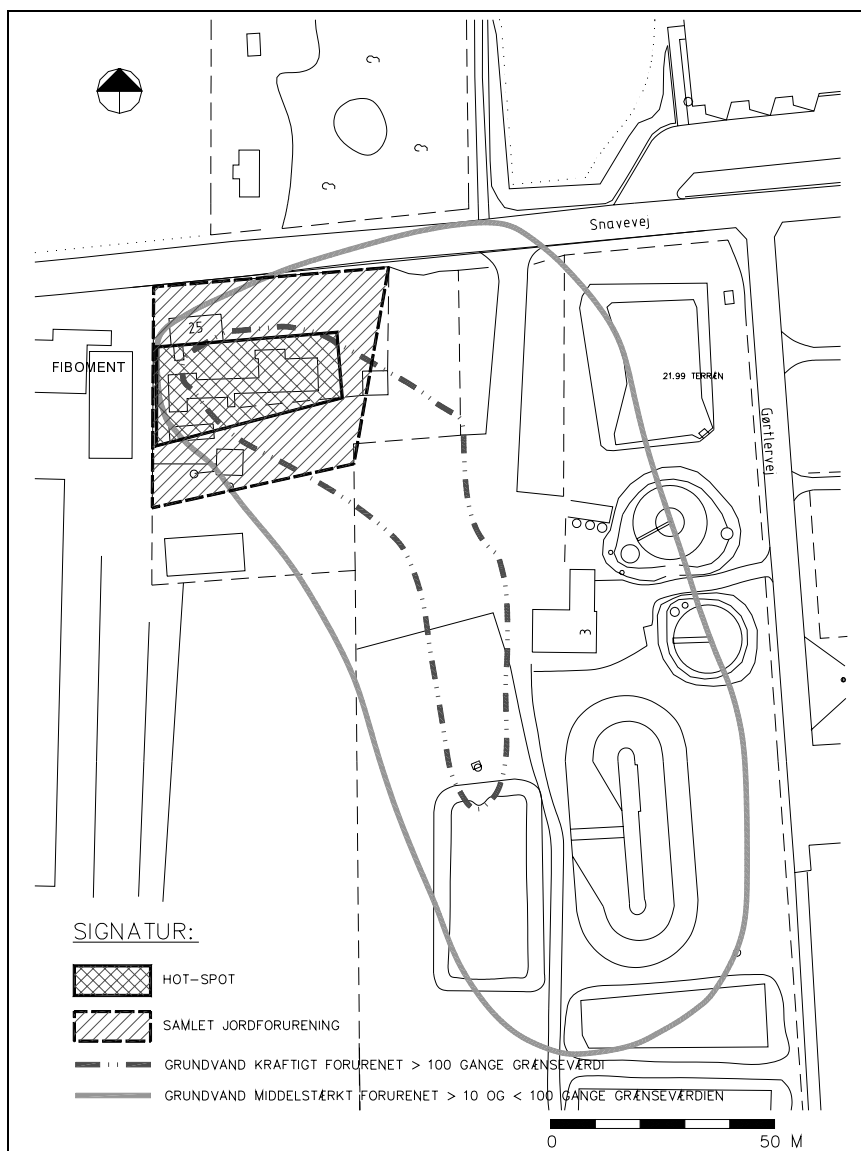 Snavevej
25
FIBOMENT
21.99 TERRÆN
Gørtlervej
3
SIGNATUR:
HOT-SPOT
SAMLET JORDFORURENING
GRUNDVAND KRAFTIGT FORURENET > 100 GANGE GRÆNSEVÆRDI
GRUNDVAND MIDDELSTÆRKT FORURENET > 10 OG < 100 GANGE GRÆNSEVÆRDIEN
0 50 M